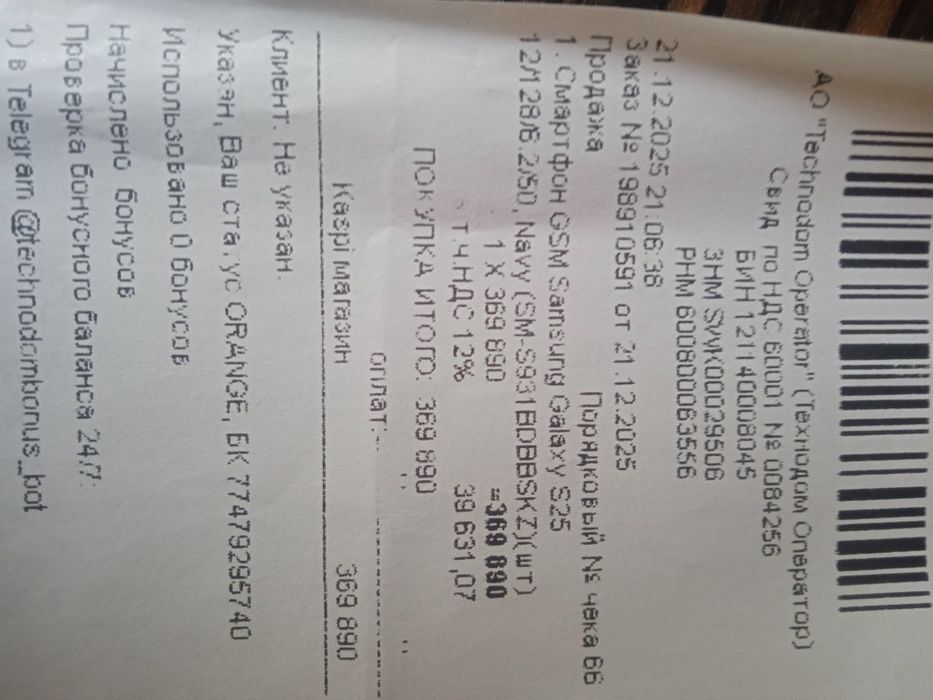 АО "Technodom Operator" (Технодом Оператор)
Свид. по НДС 60001 № 0084256
БИН 121140008045
ЗНМ SWK00029506
РНМ 600800063556
21.12.2025 21:06:36
Заказ № 198910591 от 21.12.2025
Продажа Порядковый № чека 66
1. Смартфон GSM Samsung Galaxy S25
12/128/6.2/50, Navy (SM-S931BDBBSKZ)(шт)
1 X 369 890 =369 890
т.ч НДС 12% 39 631,07
ПОКУПКА ИТОГО: 369 890
оплат
Kaspi Магазин 369 890
Клиент: Не указан.
Указан, Ваш статус ORANGE, БК 77479295740
Использовано 0 бонусов
Начислено бонусов
Проверка бонусного баланса 24/7:
1) в Telegram @technodombonus_bot